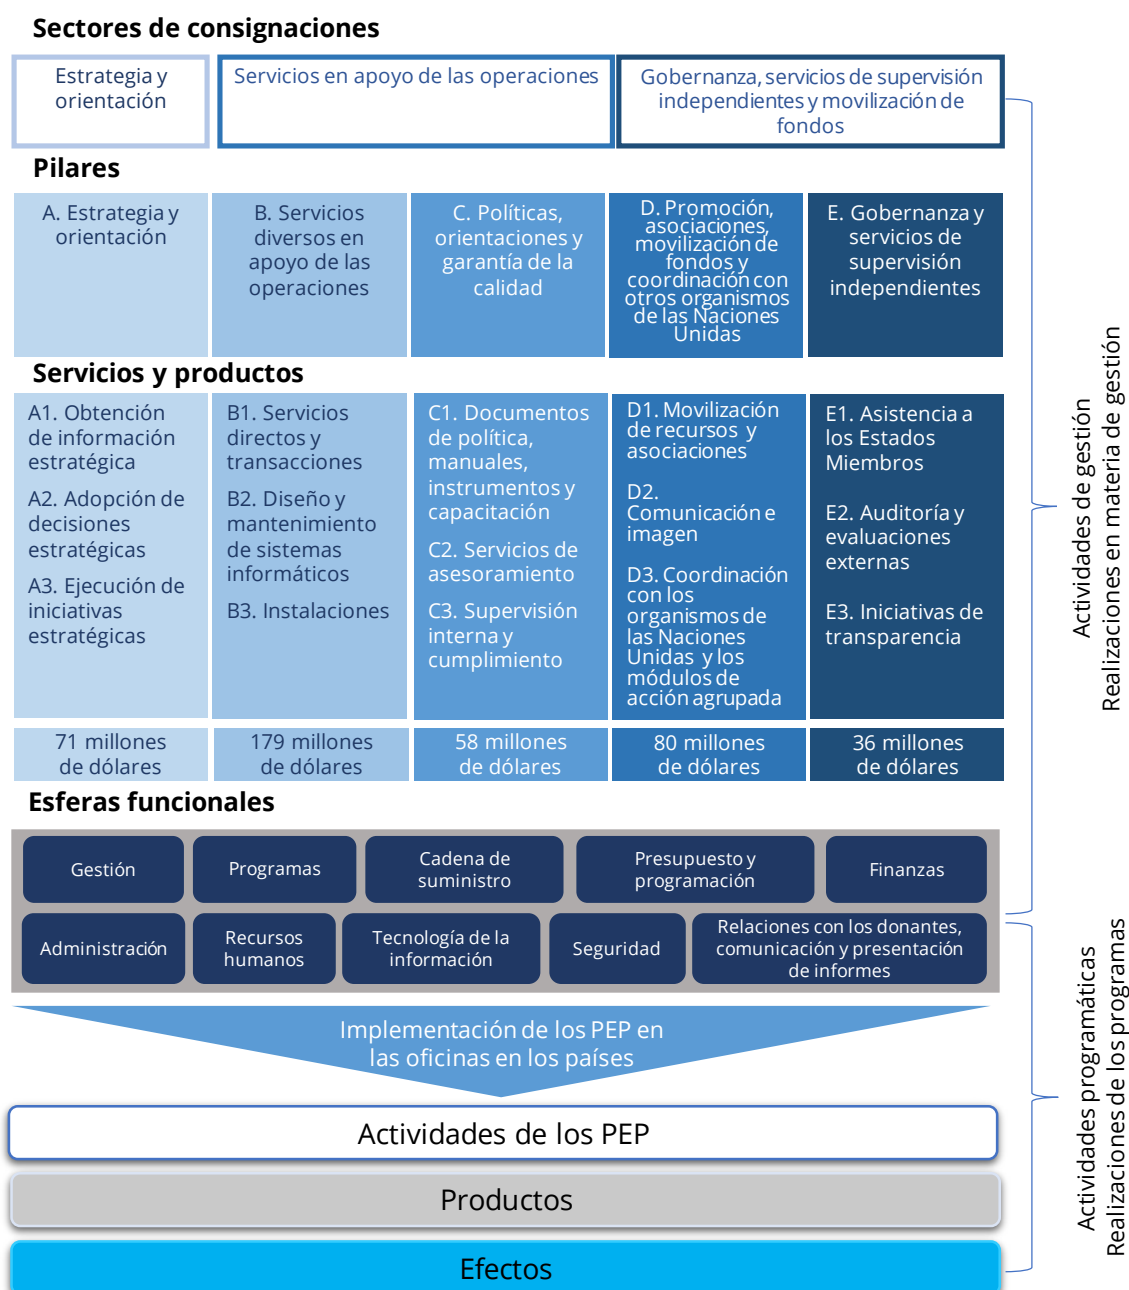 Sectores de consignaciones
Estrategia y
orientación
Servicios en apoyo de las operaciones
Gobernanza, servicios de supervisión
independientes y movilización de
fondos
Pilares
A. Estrategia y
orientación
B. Servicios
diversos en
apoyo de las
operaciones
C. Políticas,
orientaciones y
garantía de la
calidad
D. Promoción,
asociaciones,
movilización de
fondos y
coordinación con
otros organismos
de las Naciones
Unidas
E. Gobernanza y
servicios de
supervisión
independientes
Servicios y productos
A1. Obtención
de información
estratégica
A2. Adopción de
decisiones
estratégicas
A3. Ejecución de
iniciativas
estratégicas
B1. Servicios
directos y
transacciones
B2. Diseño y
mantenimiento
de sistemas
informáticos
B3. Instalaciones
C1. Documentos
de política,
manuales,
instrumentos y
capacitación
C2. Servicios de
asesoramiento
C3. Supervisión
interna y
cumplimiento
D1. Movilización
de recursos y
asociaciones
D2.
Comunicación e
imagen
D3. Coordinación
con los
organismos de
las Naciones
Unidas y los
módulos de
acción agrupada
E1. Asistencia a
los Estados
Miembros
E2. Auditoría y
evaluaciones
externas
E3. Iniciativas de
transparencia
71 millones
de dólares
179 millones
de dólares
58 millones
de dólares
80 millones
de dólares
36 millones
de dólares
Actividades de gestión
Realizaciones en materia de gestión
Esferas funcionales
Gestión
Programas
Cadena de
suministro
Presupuesto y
programación
Finanzas
Administración
Recursos
humanos
Tecnología de la
información
Seguridad
Relaciones con los donantes,
comunicación y presentación
de informes
Implementación de los PEP en
las oficinas en los países
Actividades de los PEP
Productos
Efectos
Actividades programáticas
Realizaciones de los programas